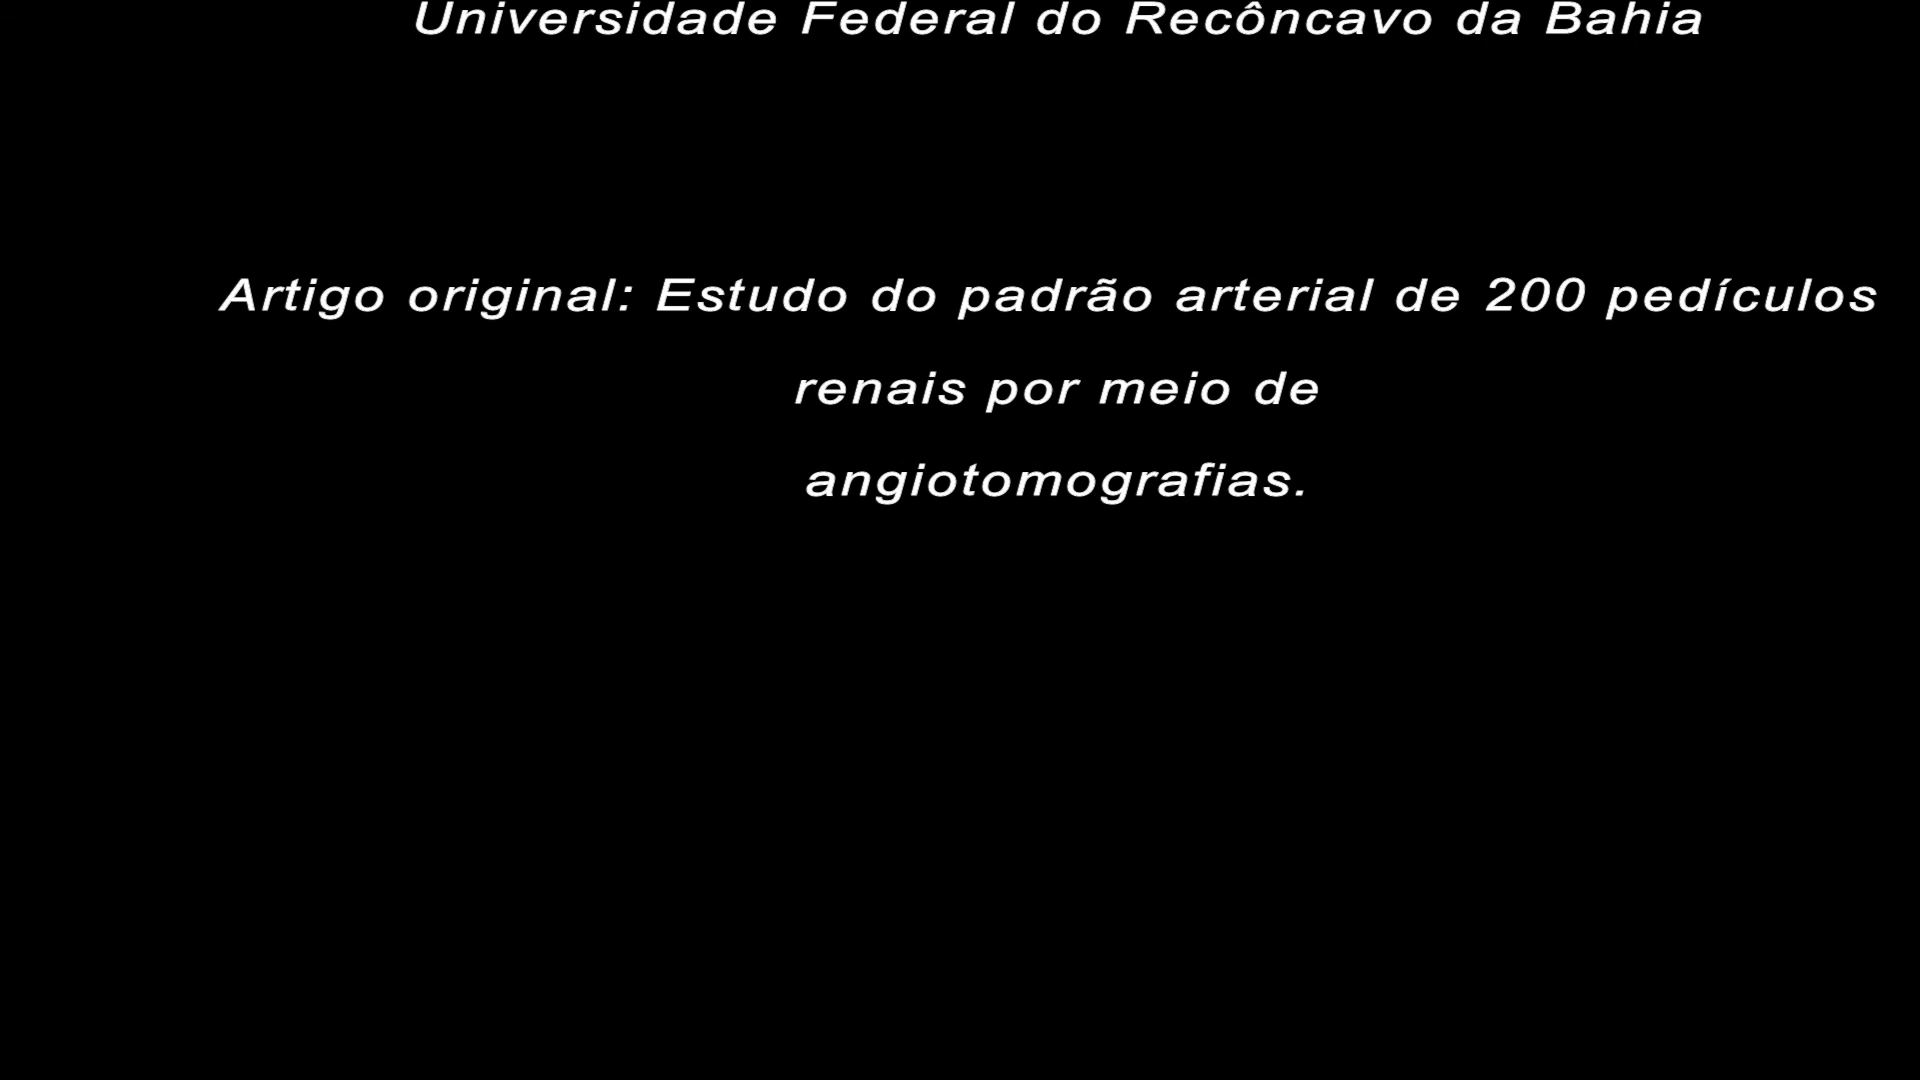 Universidade Federal do Recôncavo da Bahia
Artigo original: Estudo do padrão arterial de 200 pedículos
renais por meio de
angiotomografias.